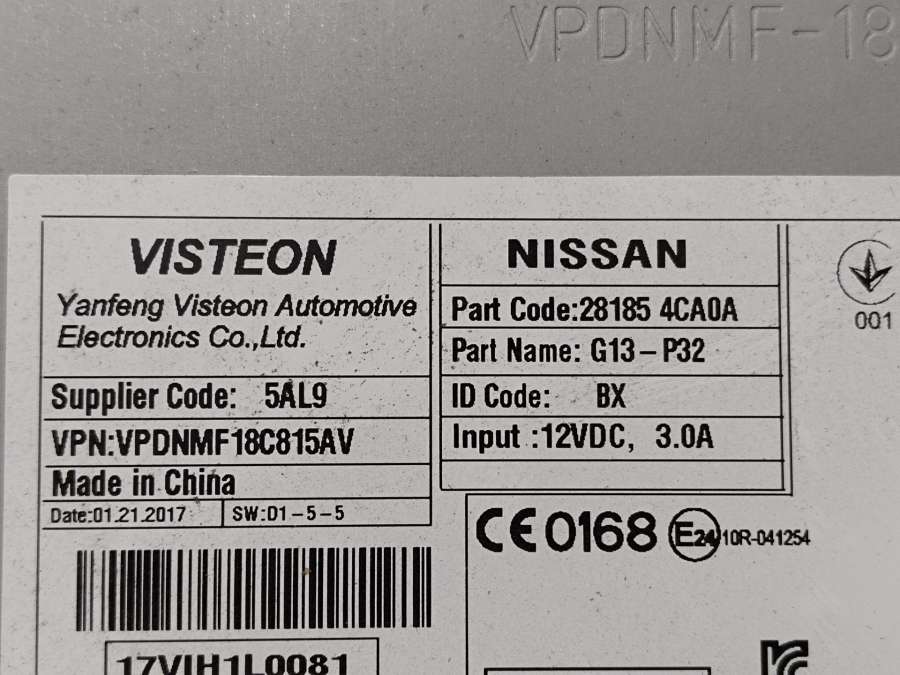 VPDNMF-18
VISTEON
Yanfeng Visteon Automotive
Electronics Co.,Ltd.
Supplier Code: 5AL9
VPN:VPDNMF18C815AV
Made in China
Date:01.21.2017 SW:D1-5-5
17VIH1L0081
NISSAN
Part Code:28185 4CA0A
Part Name: G13-P32
ID Code: BX
Input :12VDC, 3.0A
001
CE0168 E24 10R-041254